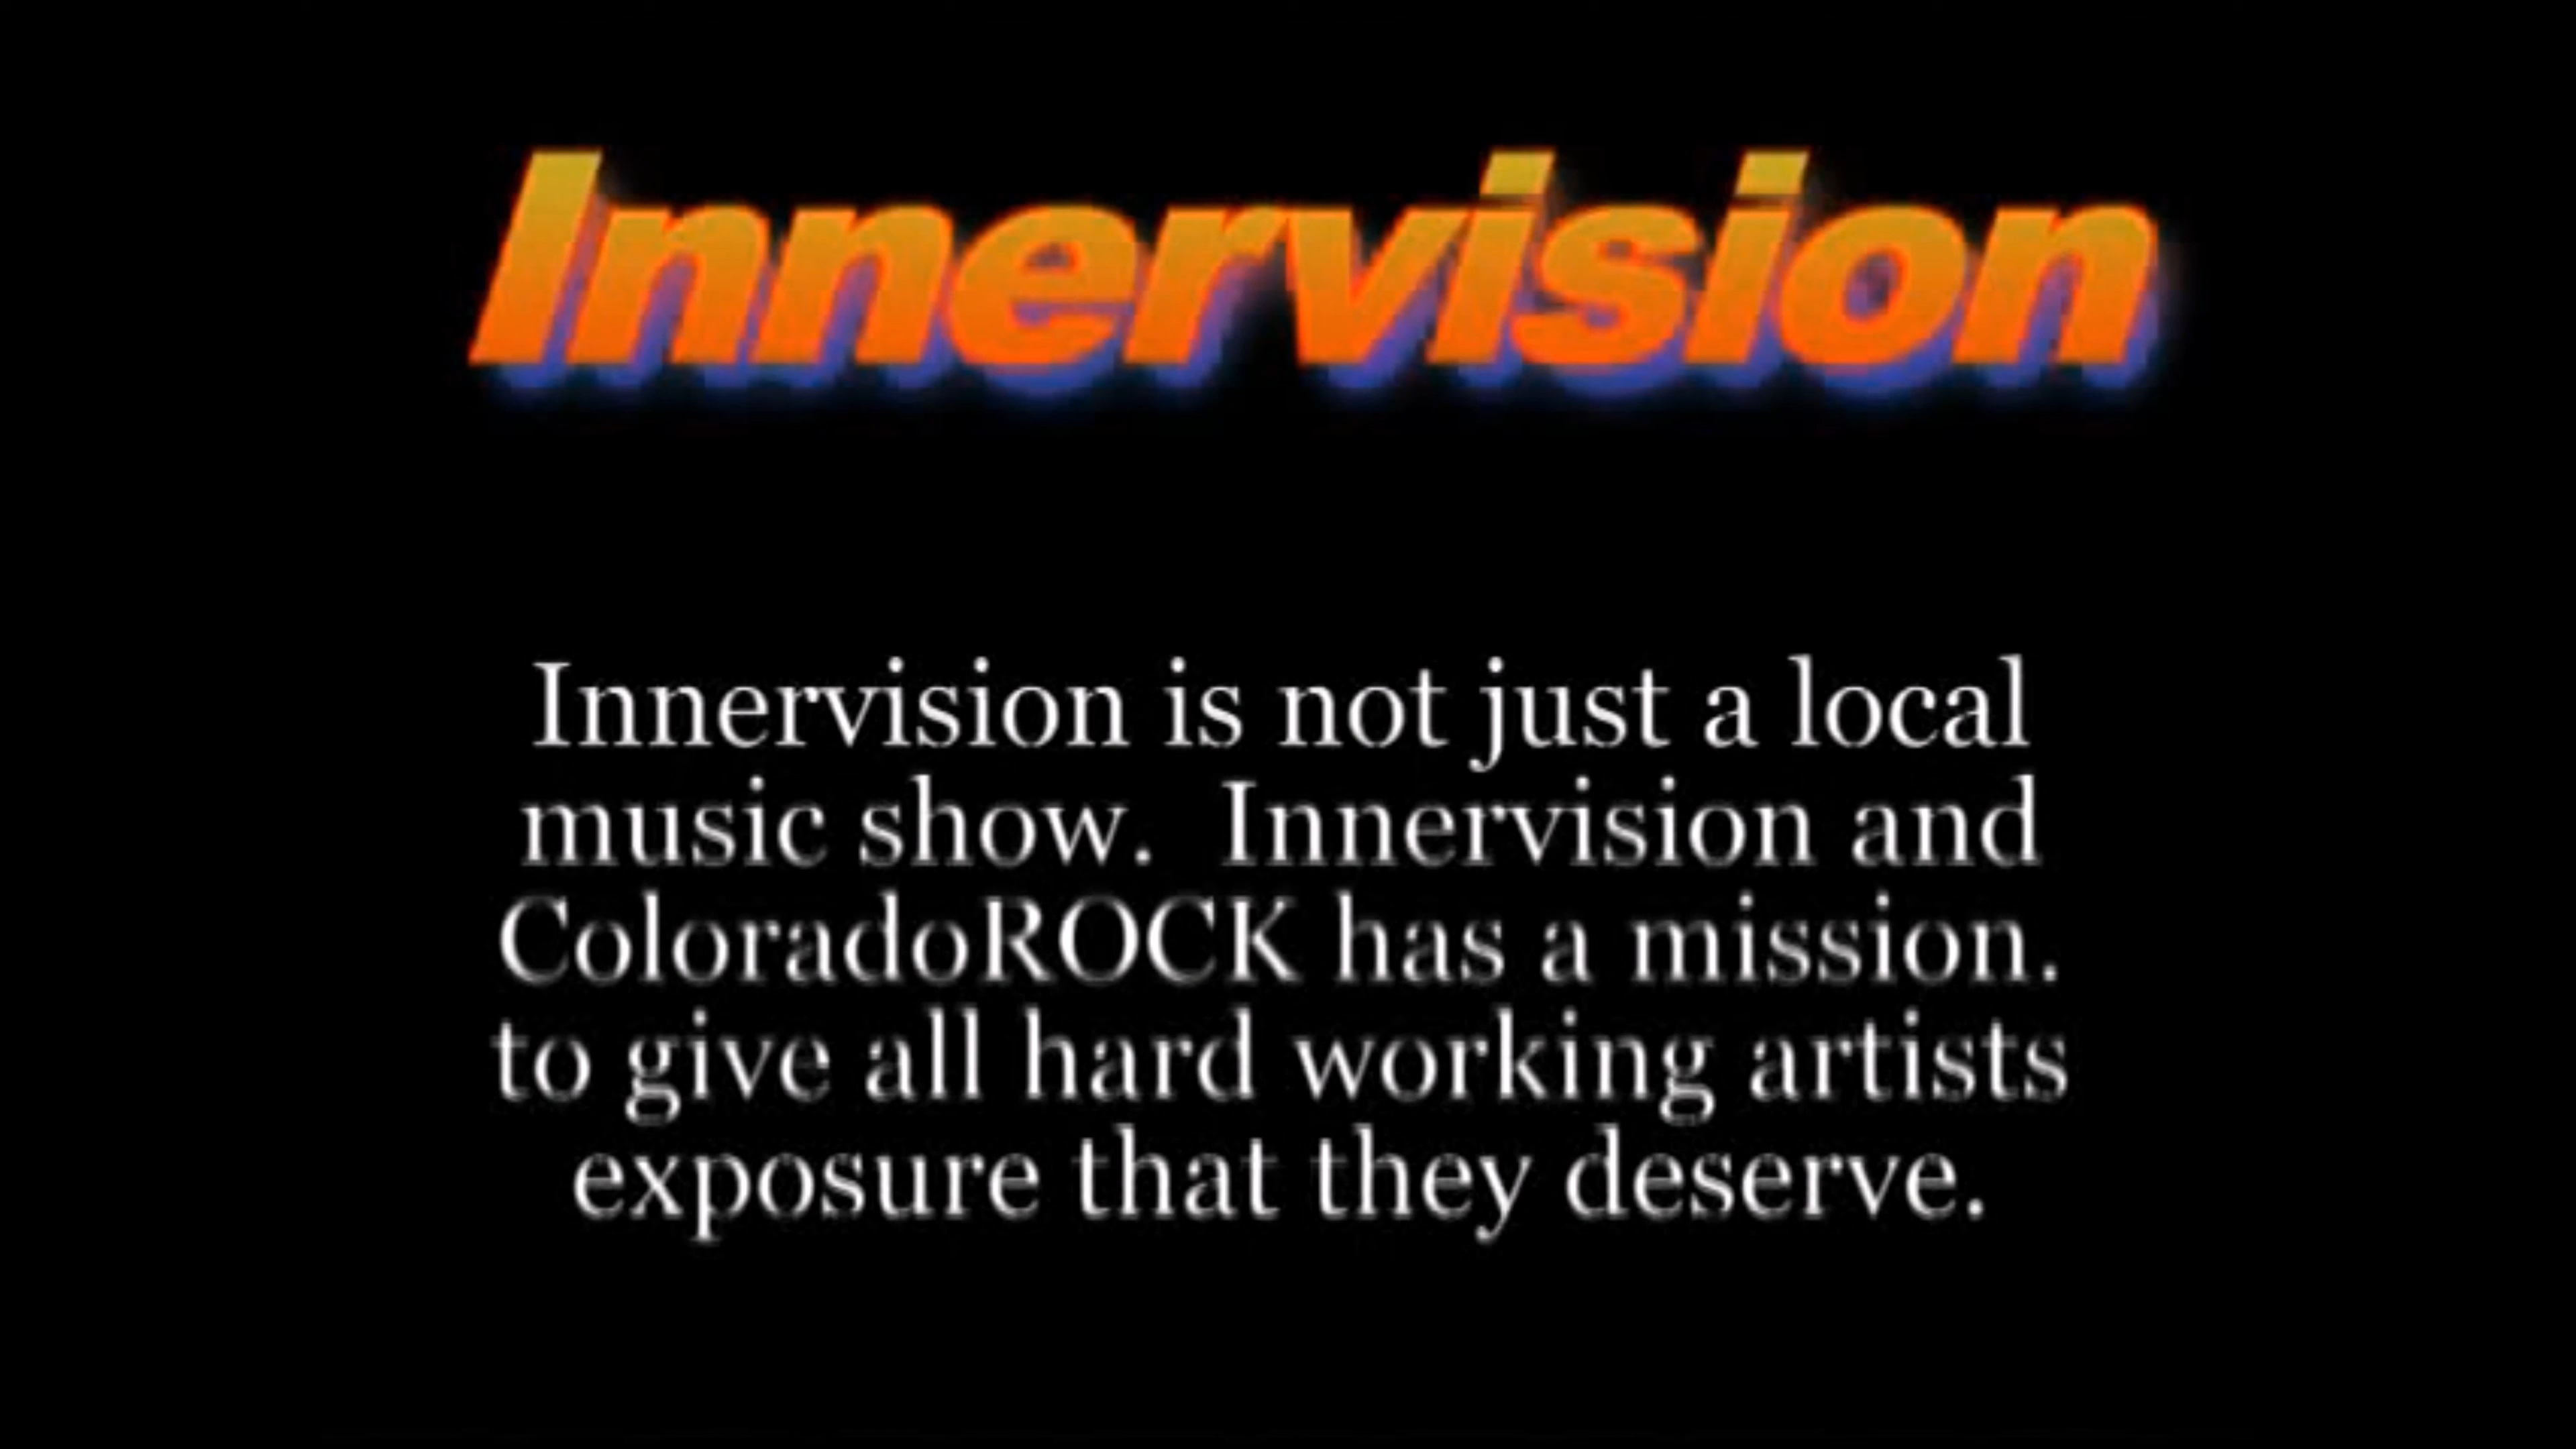 Innervision
Innervision is not just a local
music show.  Innervision and
ColoradoROCK has a mission.
to give all hard working artists
exposure that they deserve.